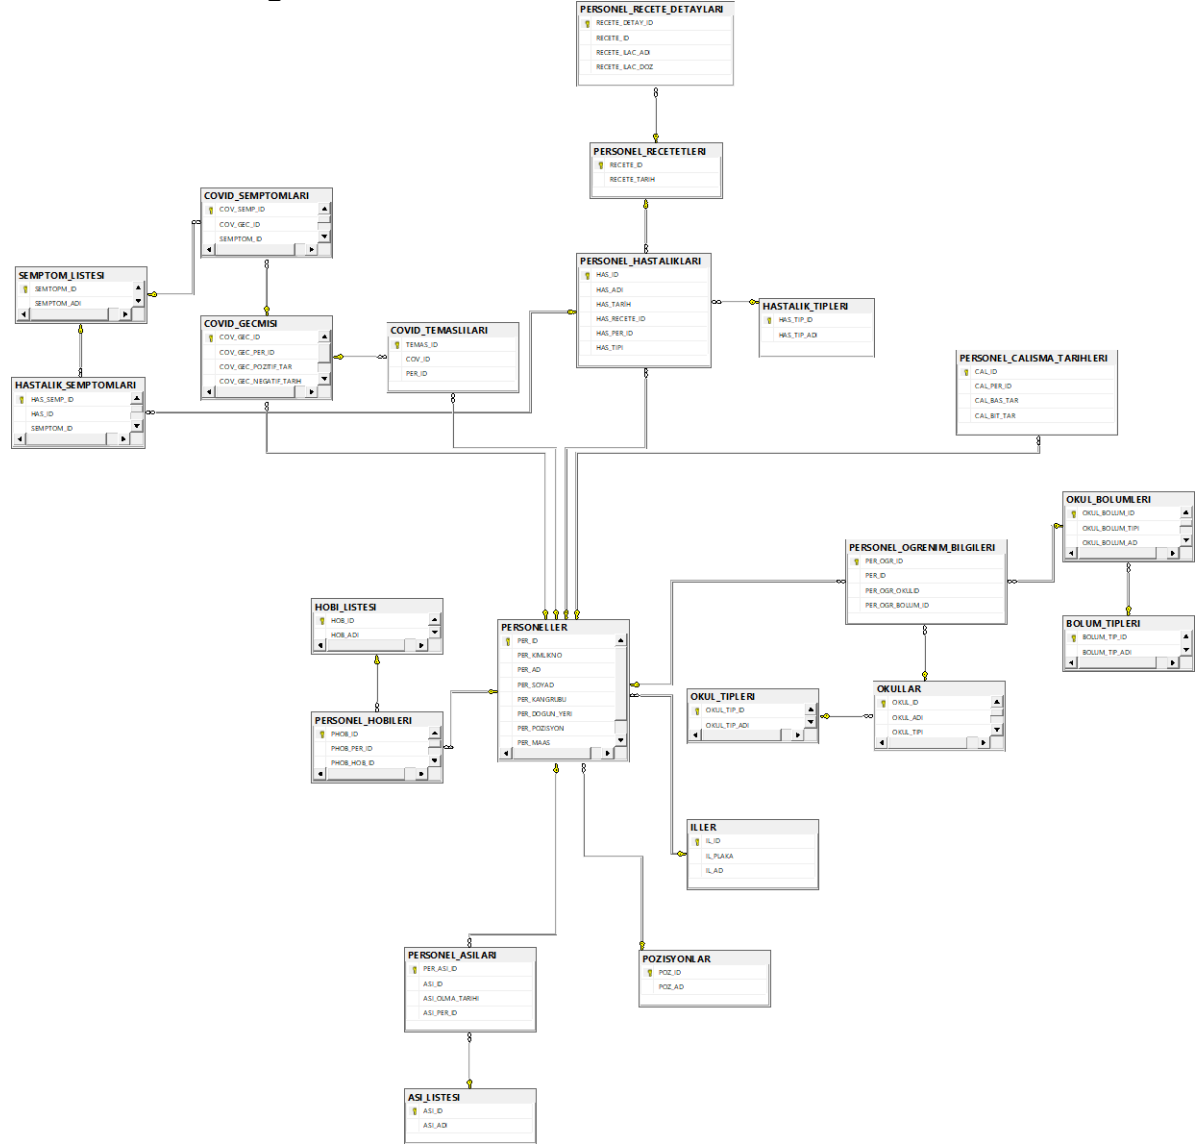 PERSONEL_RECETE_DETAYLARI
RECETE_DETAY_ID
RECETE_ID
RECETE_ILAC_ADI
RECETE_ILAC_DOZ
PERSONEL_RECETETLERI
RECETE_ID
RECETE_TARIH
COVID_SEMPTOMLARI
COV_SEMP_ID
COV_GEC_ID
SEMPTOM_ID
SEMPTOM_LISTESI
SEMTOPM_ID
SEMPTOM_ADI
PERSONEL_HASTALIKLARI
HAS_ID
HAS_ADI
HAS_TARİH
HAS_RECETE_ID
HAS_PER_ID
HAS_TIPI
HASTALIK_TIPLERI
HAS_TIP_ID
HAS_TIP_ADI
COVID_GECMISI
COV_GEC_ID
COV_GEC_PER_ID
COV_GEC_POZITIF_TAR
COV_GEC_NEGATIF_TARIH
COVID_TEMASLILARI
TEMAS_ID
COV_ID
PER_ID
HASTALIK_SEMPTOMLARI
HAS_SEMP_ID
HAS_ID
SEMPTOM_ID
PERSONEL_CALISMA_TARIHLERI
CAL_ID
CAL_PER_ID
CAL_BAS_TAR
CAL_BIT_TAR
OKUL_BOLUMLERI
OKUL_BOLUM_ID
OKUL_BOLUM_TIPI
OKUL_BOLUM_AD
PERSONEL_OGRENIM_BILGILERI
PER_OGR_ID
PER_ID
PER_OGR_OKULID
PER_OGR_BOLUM_ID
BOLUM_TIPLERI
BOLUM_TIP_ID
BOLUM_TIP_ADI
HOBI_LISTESI
HOB_ID
HOB_ADI
PERSONELLER
PER_ID
PER_KIMLIKNO
PER_AD
PER_SOYAD
PER_KANGRUBU
PER_DOGUN_YERI
PER_POZISYON
PER_MAAS
OKUL_TIPLERI
OKUL_TIP_ID
OKUL_TIP_ADI
OKULLAR
OKUL_ID
OKUL_ADI
OKUL_TIPI
PERSONEL_HOBILERI
PHOB_ID
PHOB_PER_ID
PHOB_HOB_ID
ILLER
IL_ID
IL_PLAKA
IL_AD
PERSONEL_ASILARI
PER_ASI_ID
ASI_ID
ASI_OLMA_TARIHI
ASI_PER_ID
POZISYONLAR
POZ_ID
POZ_AD
ASI_LISTESI
ASI_ID
ASI_ADI